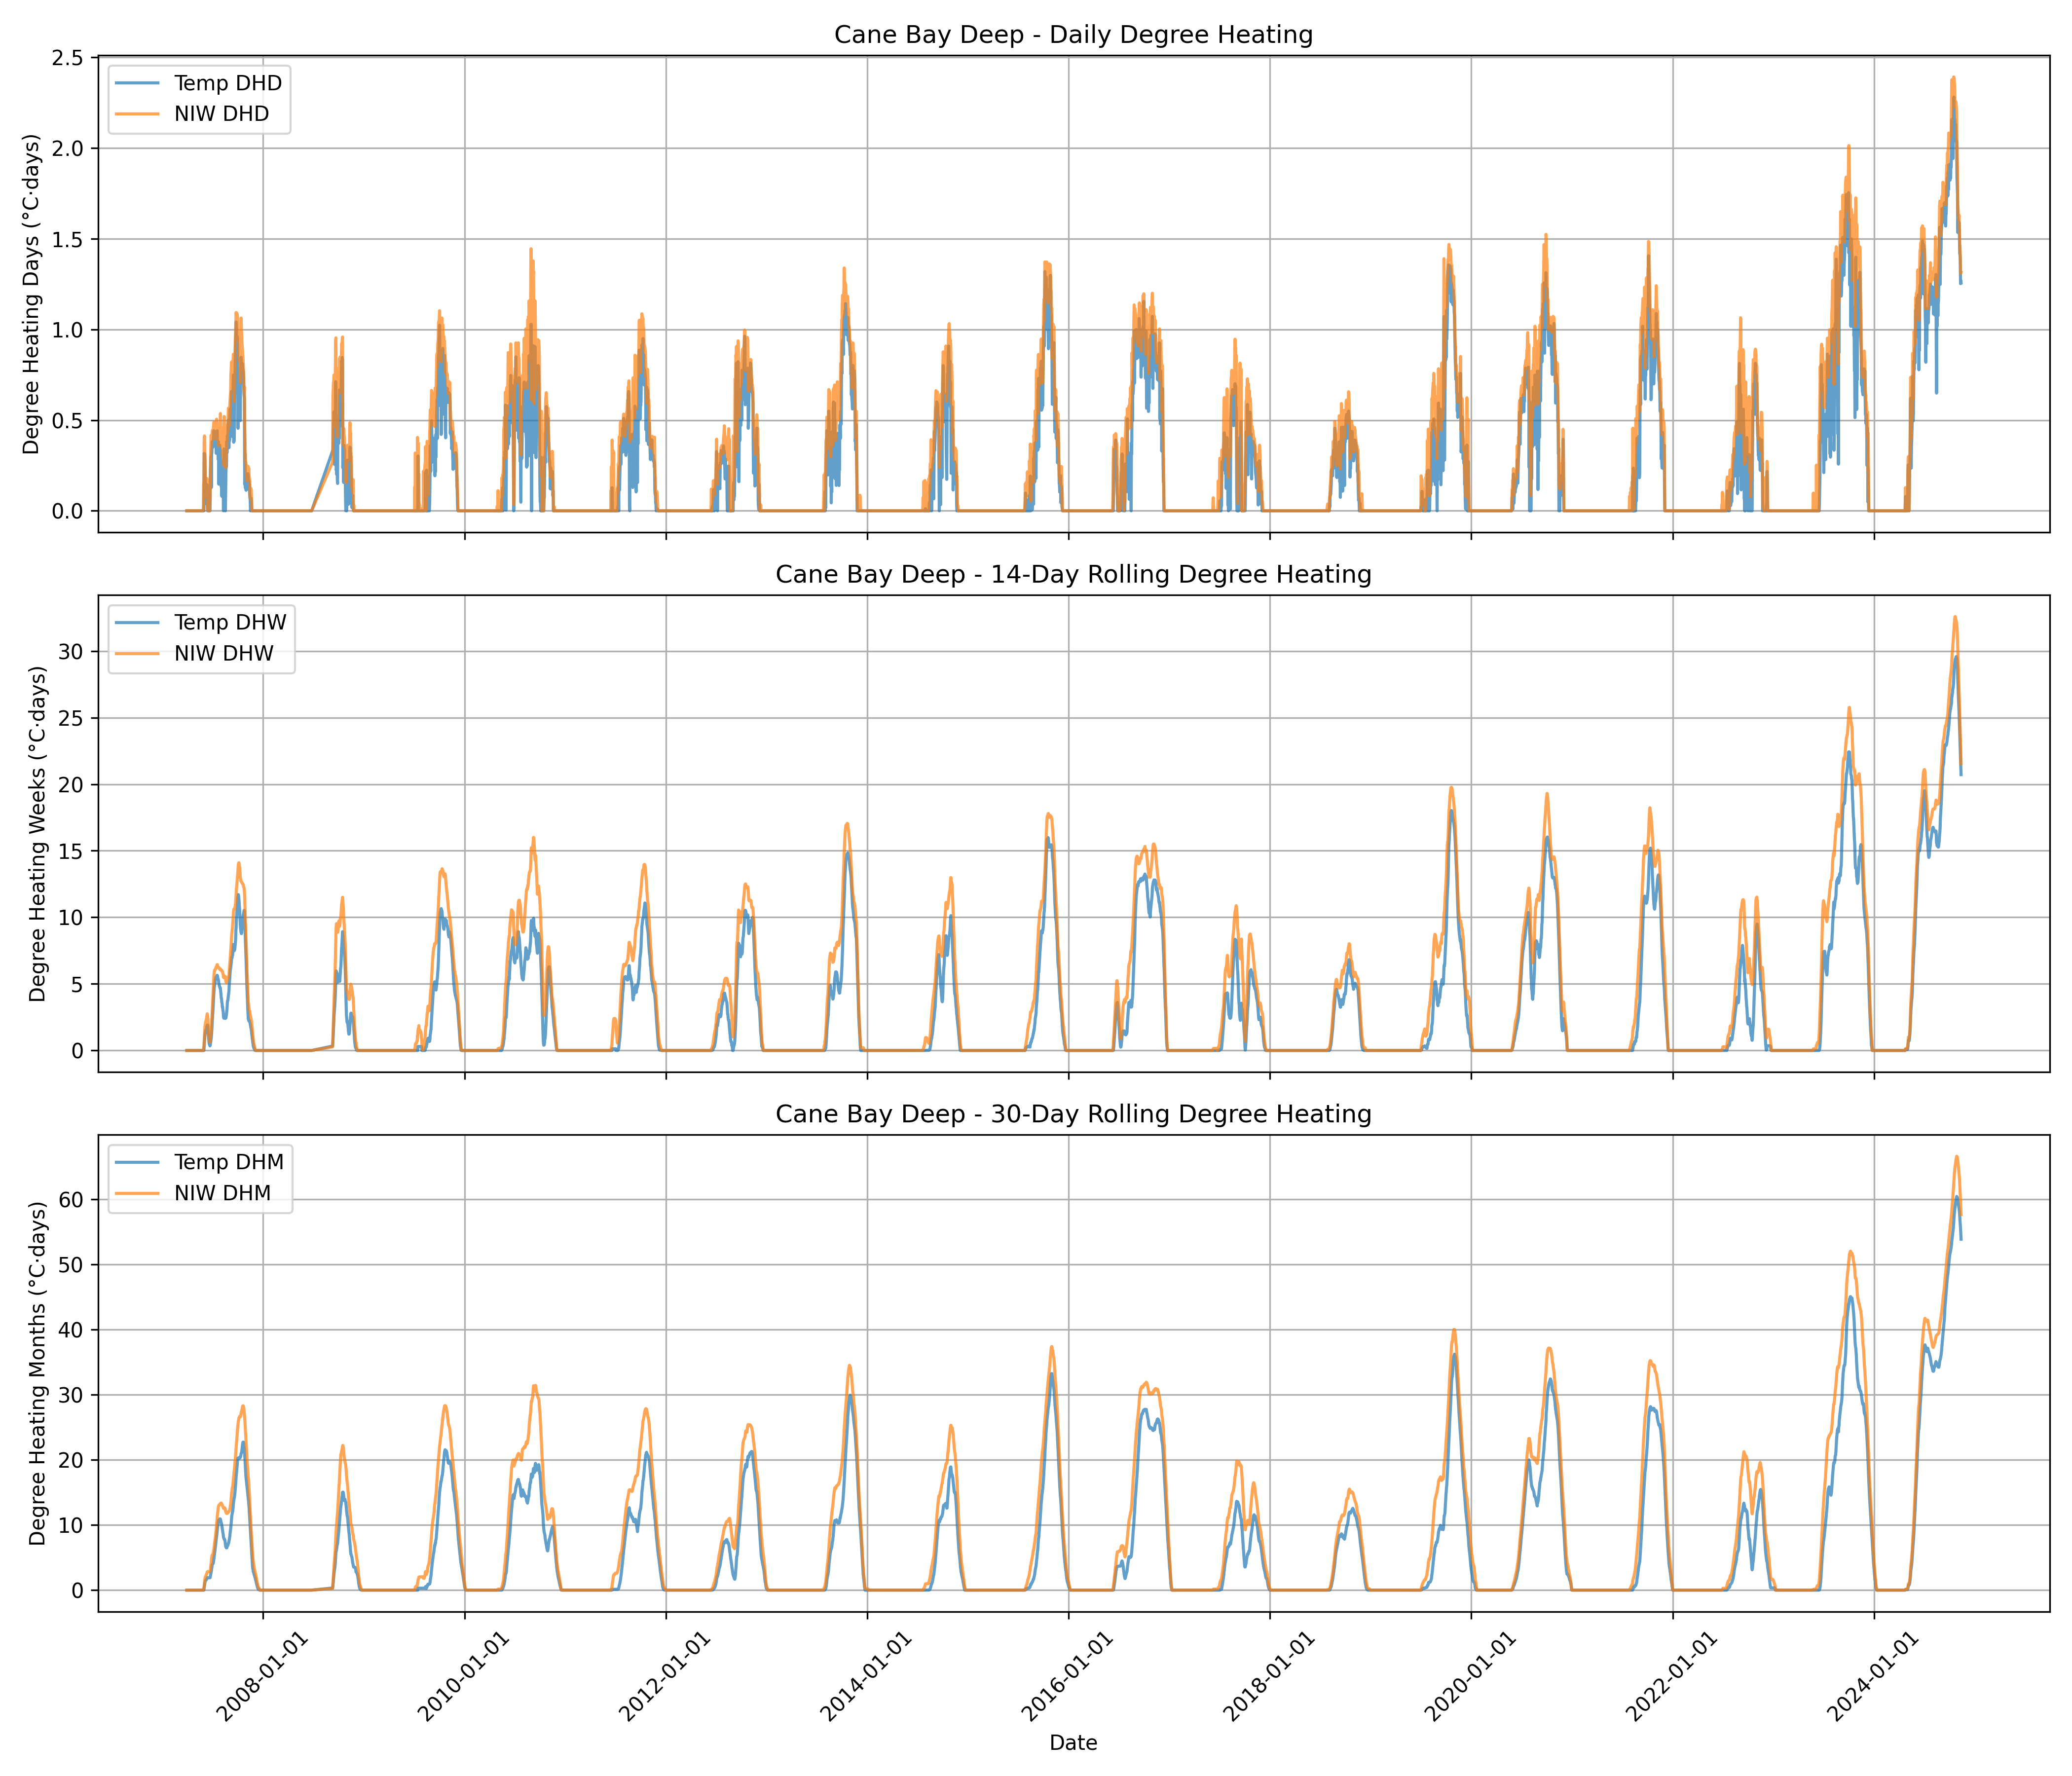 Cane Bay Deep - Daily Degree Heating
Degree Heating Days (°C·days)
2.5
2.0
1.5
1.0
0.5
0.0
Temp DHD
NIW DHD
Cane Bay Deep - 14-Day Rolling Degree Heating
Degree Heating Weeks (°C·days)
30
25
20
15
10
5
0
Temp DHW
NIW DHW
Cane Bay Deep - 30-Day Rolling Degree Heating
Degree Heating Months (°C·days)
60
50
40
30
20
10
0
Temp DHM
NIW DHM
2008-01-01
2010-01-01
2012-01-01
2014-01-01
2016-01-01
2018-01-01
2020-01-01
2022-01-01
2024-01-01
Date